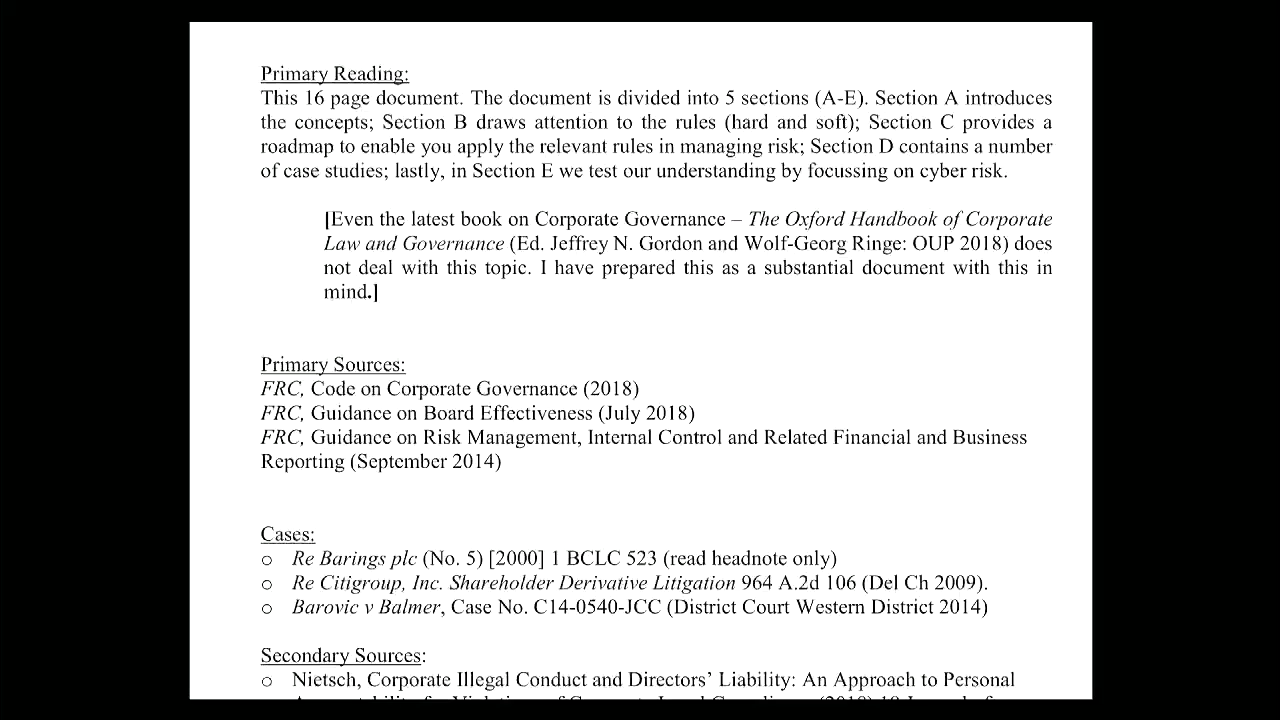 Primary Reading:
This 16 page document. The document is divided into 5 sections (A-E). Section A introduces
the concepts; Section B draws attention to the rules (hard and soft); Section C provides a
roadmap to enable you apply the relevant rules in managing risk; Section D contains a number
of case studies; lastly, in Section E we test our understanding by focussing on cyber risk.
[Even the latest book on Corporate Governance – The Oxford Handbook of Corporate
Law and Governance (Ed. Jeffrey N. Gordon and Wolf-Georg Ringe: OUP 2018) does
not deal with this topic. I have prepared this as a substantial document with this in
mind.]
Primary Sources:
FRC, Code on Corporate Governance (2018)
FRC, Guidance on Board Effectiveness (July 2018)
FRC, Guidance on Risk Management, Internal Control and Related Financial and Business
Reporting (September 2014)
Cases:
o Re Barings plc (No. 5) [2000] 1 BCLC 523 (read headnote only)
o Re Citigroup, Inc. Shareholder Derivative Litigation 964 A.2d 106 (Del Ch 2009).
o Barovic v Balmer, Case No. C14-0540-JCC (District Court Western District 2014)
Secondary Sources:
o Nietsch, Corporate Illegal Conduct and Directors’ Liability: An Approach to Personal